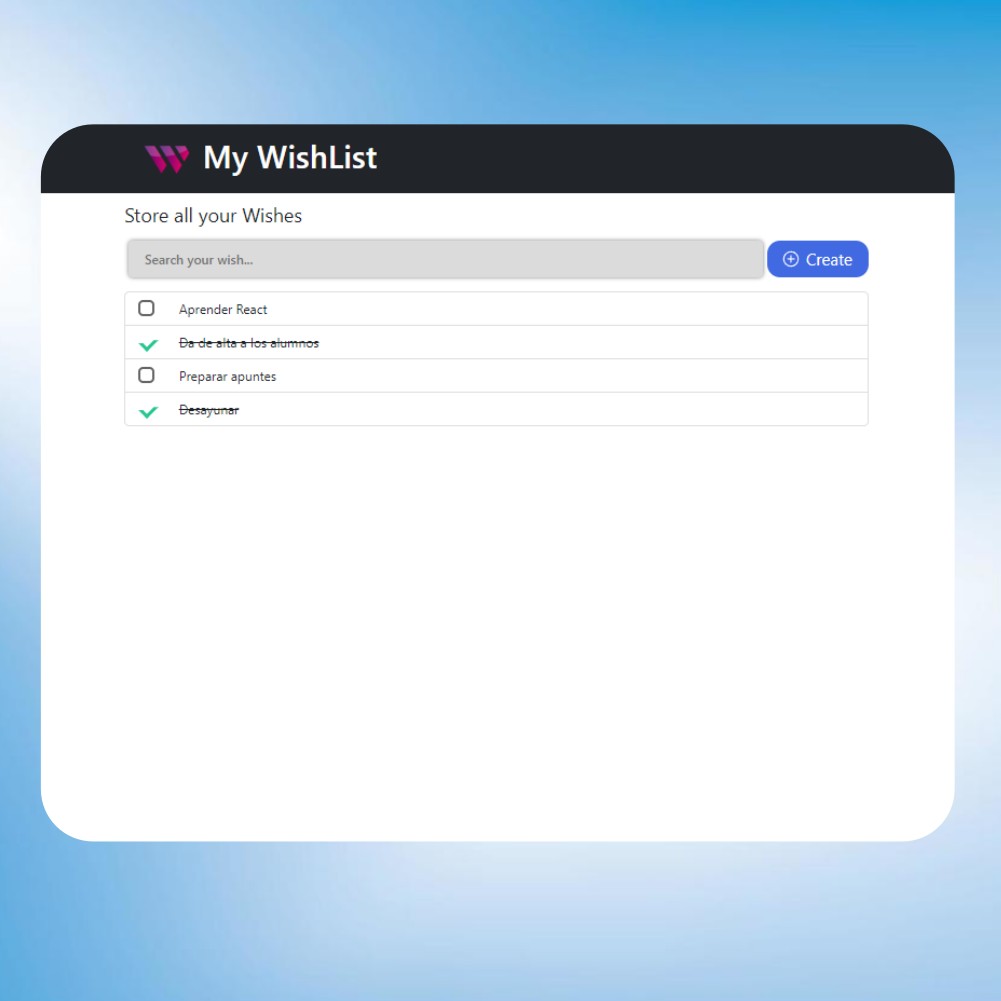 My WishList
Store all your Wishes
Search your wish...
Create
Aprender React
Da de alta a los alumnos
Preparar apuntes
Desayunar